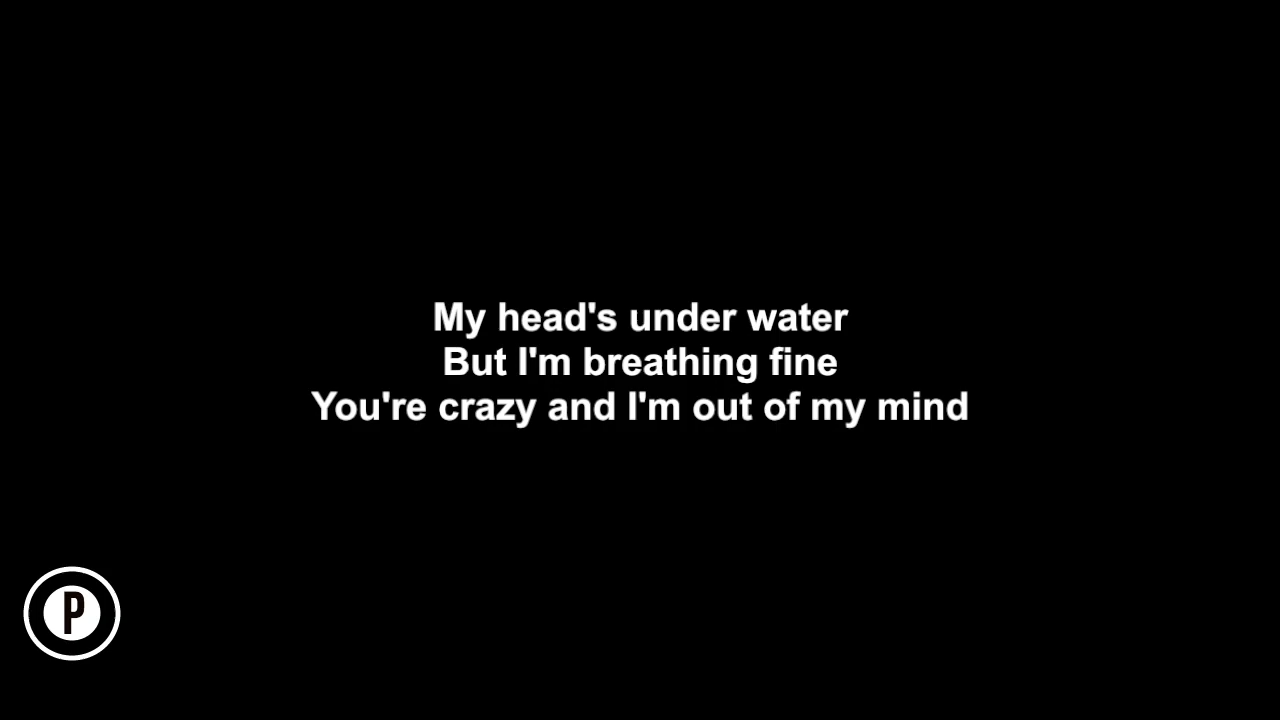 My head's under water
But I'm breathing fine
You're crazy and I'm out of my mind
P